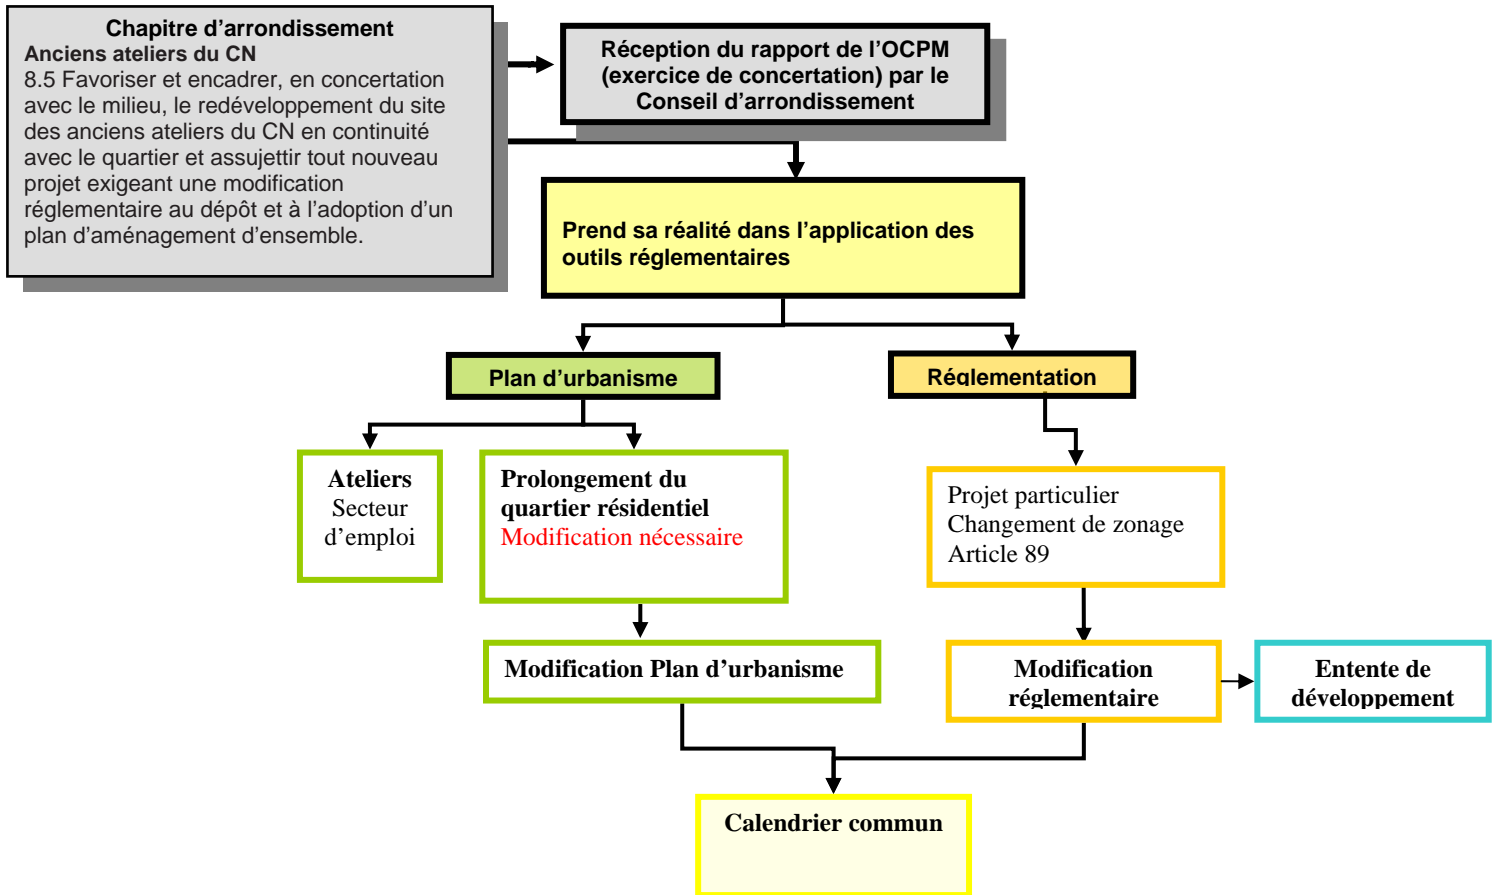 Chapitre d’arrondissement
Anciens ateliers du CN
8.5 Favoriser et encadrer, en concertation
avec le milieu, le redéveloppement du site
des anciens ateliers du CN en continuité
avec le quartier et assujettir tout nouveau
projet exigeant une modification
réglementaire au dépôt et à l’adoption d’un
plan d’aménagement d’ensemble.
Réception du rapport de l’OCPM
(exercice de concertation) par le
Conseil d’arrondissement
Prend sa réalité dans l’application des
outils réglementaires
Plan d’urbanisme
Réglementation
Ateliers
Secteur
d’emploi
Prolongement du
quartier résidentiel
Modification nécessaire
Projet particulier
Changement de zonage
Article 89
Modification Plan d’urbanisme
Modification
réglementaire
Entente de
développement
Calendrier commun